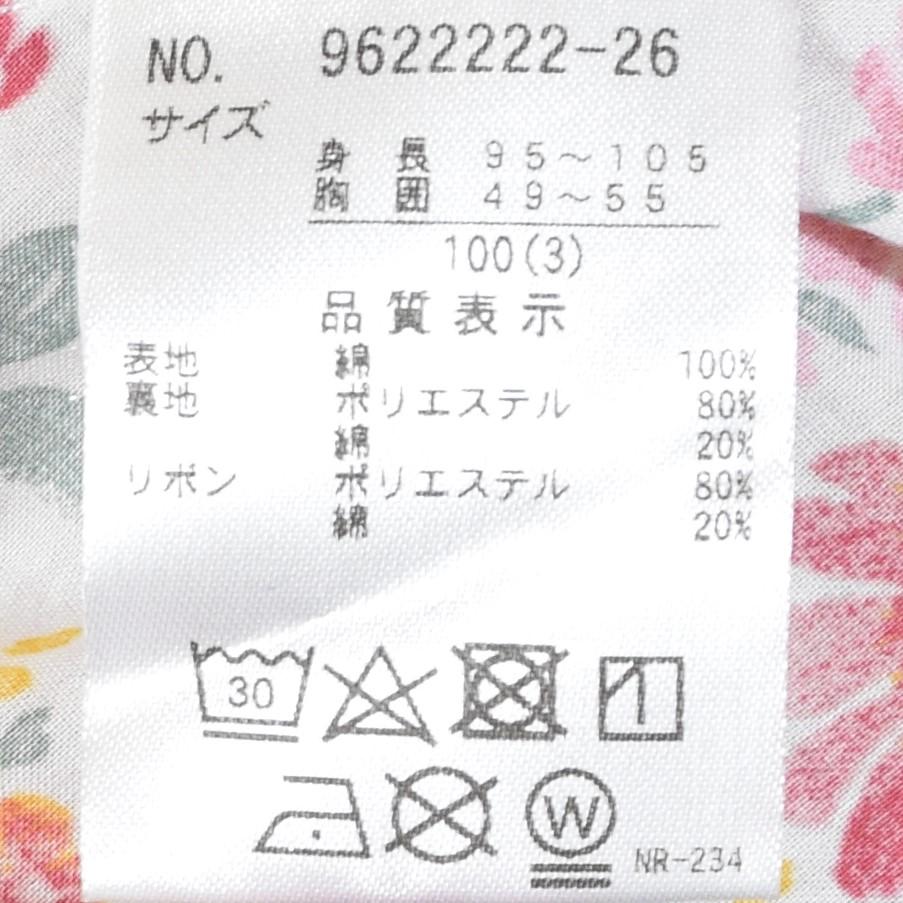 NO. 9622222-26
サイズ
身長 95～105
胸囲 49～55
100(3)
品質表示
表地 綿 100%
裏地 ポリエステル 80%
綿 20%
リボン ポリエステル 80%
綿 20%
30
W
NR-234